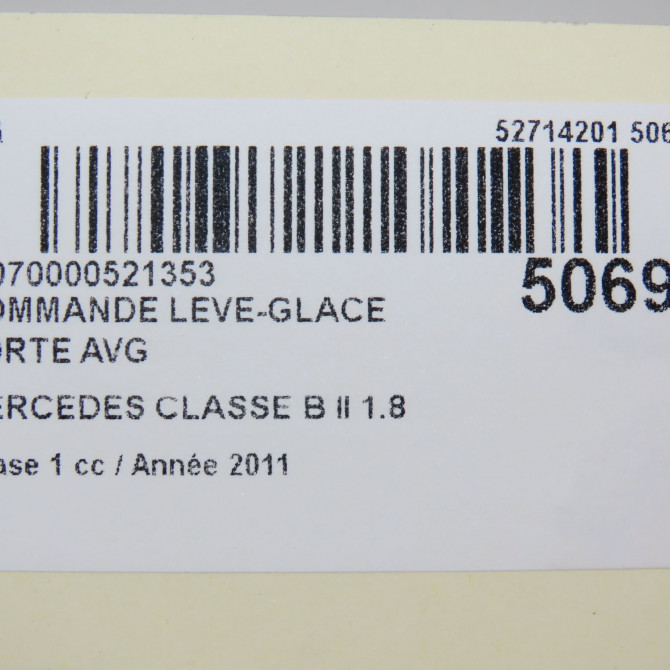 52714201 506
070000521353
5069
OMMANDE LEVE-GLACE
ORTE AVG
ERCEDES CLASSE B II 1.8
ase 1 cc / Année 2011